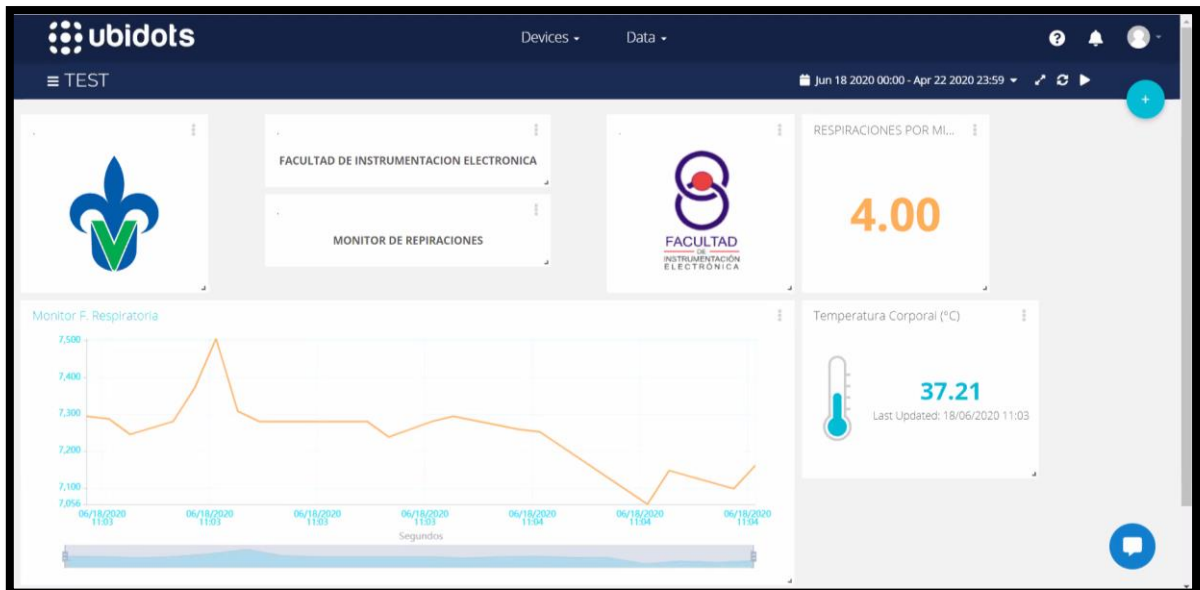 ubidots
Devices
Data
TEST
Jun 18 2020 00:00 - Apr 22 2020 23:59
FACULTAD DE INSTRUMENTACION ELECTRONICA
MONITOR DE REPIRACIONES
FACULTAD
DE
INSTRUMENTACIÓN
ELECTRÓNICA
RESPIRACIONES POR MI...
4.00
Monitor F. Respiratoria
7,500
7,400
7,300
7,200
7,100
7,056
06/18/2020
11:03
06/18/2020
11:03
06/18/2020
11:03
06/18/2020
11:03
06/18/2020
11:04
06/18/2020
11:04
06/18/2020
11:04
Segundos
Temperatura Corporal (°C)
37.21
Last Updated: 18/06/2020 11:03